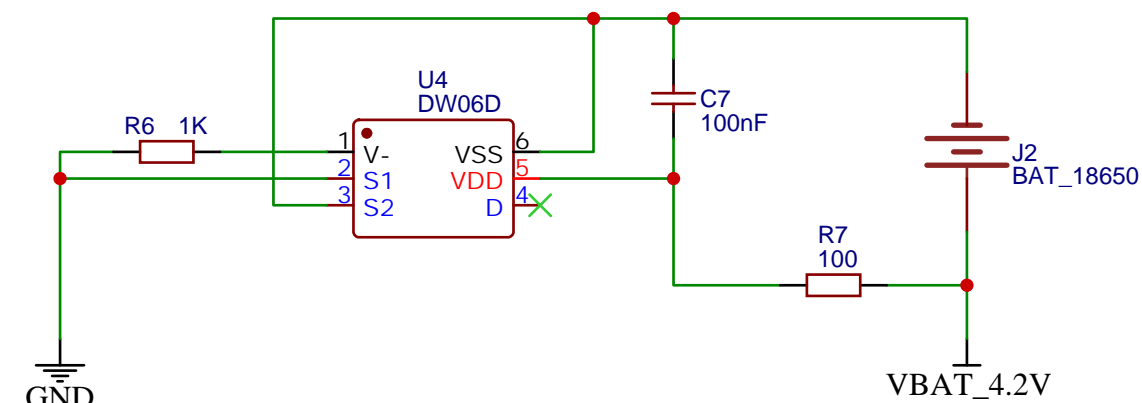 U4
DW06D
R6 1K
1 V- VSS 6
2 S1 VDD 5
3 S2 D 4
C7
100nF
J2
BAT_18650
R7
100
GND
VBAT_4.2V